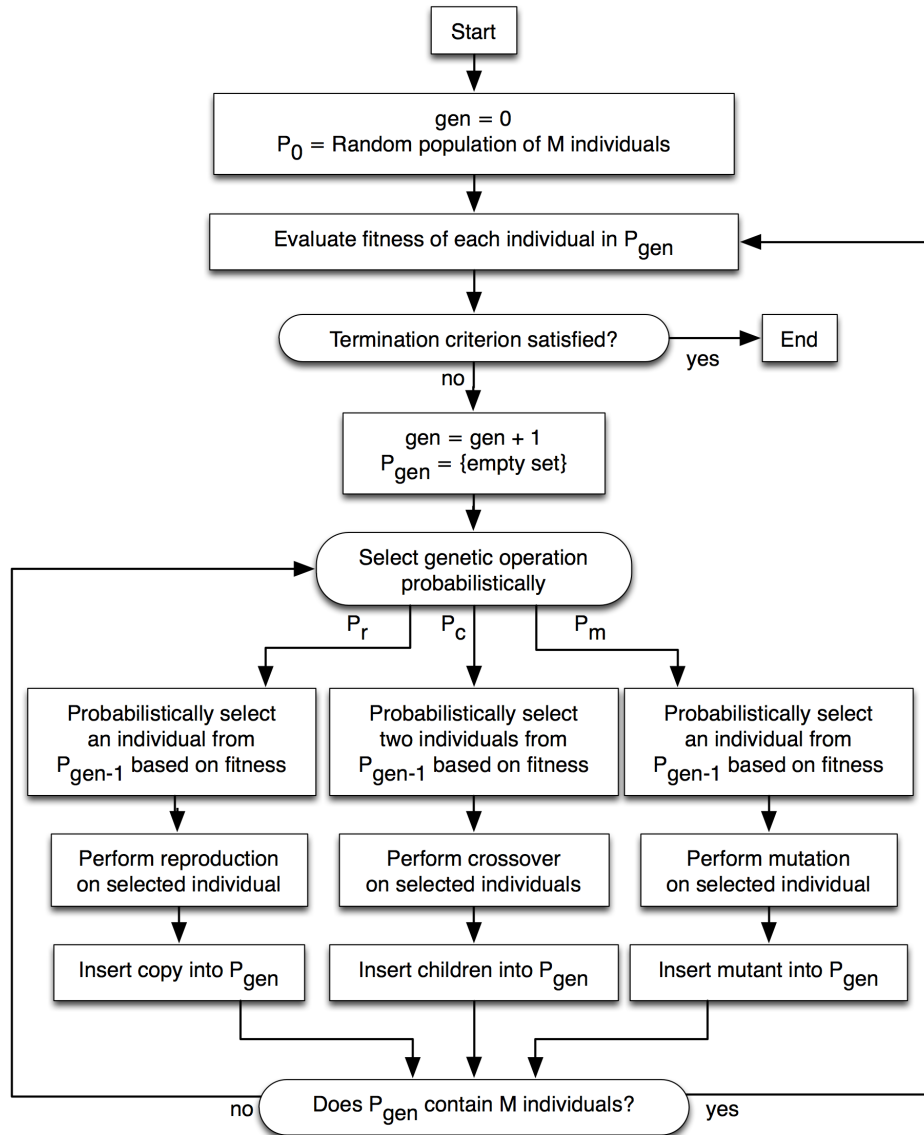 Start
gen = 0
P0 = Random population of M individuals
Evaluate fitness of each individual in Pgen
Termination criterion satisfied?
End
yes
no
gen = gen + 1
Pgen = {empty set}
Select genetic operation
probabilistically
Pr
Pc
Pm
Probabilistically select
an individual from
Pgen-1 based on fitness
Probabilistically select
two individuals from
Pgen-1 based on fitness
Probabilistically select
an individual from
Pgen-1 based on fitness
Perform reproduction
on selected individual
Perform crossover
on selected individuals
Perform mutation
on selected individual
Insert copy into Pgen
Insert children into Pgen
Insert mutant into Pgen
no
Does Pgen contain M individuals?
yes